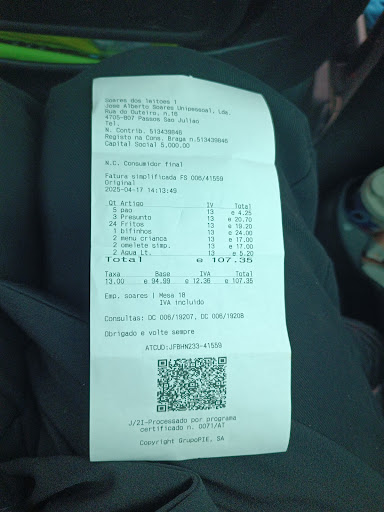 Soares dos leitoes 1
Jose Alberto Soares Unipessoal, Lda.
Rua do Outeiro, n.18
4705-807 Passos Sao Juliao
Tel.
N. Contrib. 513439846
Registo na Cons. Braga n.513439846
Capital Social 5,000.00
N.C. Consumidor final
Fatura simplificada FS 006/41559
Original
2025-04-17 14:13:49
Qt Artigo IV Total
5 pao 13 e 4.25
3 Presunto 13 e 20.70
24 Fritos 13 e 19.20
1 bifinhos 13 e 24.00
2 menu crianca 13 e 17.00
2 omelete simp. 13 e 17.00
2 Agua Lt. 13 e 5.20
Total e 107.35
Taxa Base IVA Total
13.00 e 94.99 e 12.36 e 107.35
Emp. soares | Mesa 18
IVA incluido
Consultas: DC 006/19207, DC 006/19208
Obrigado e volte sempre
ATCUD:JFBHN233-41559
J/2I-Processado por programa
certificado n. 0071/AT
Copyright GrupoPIE, SA